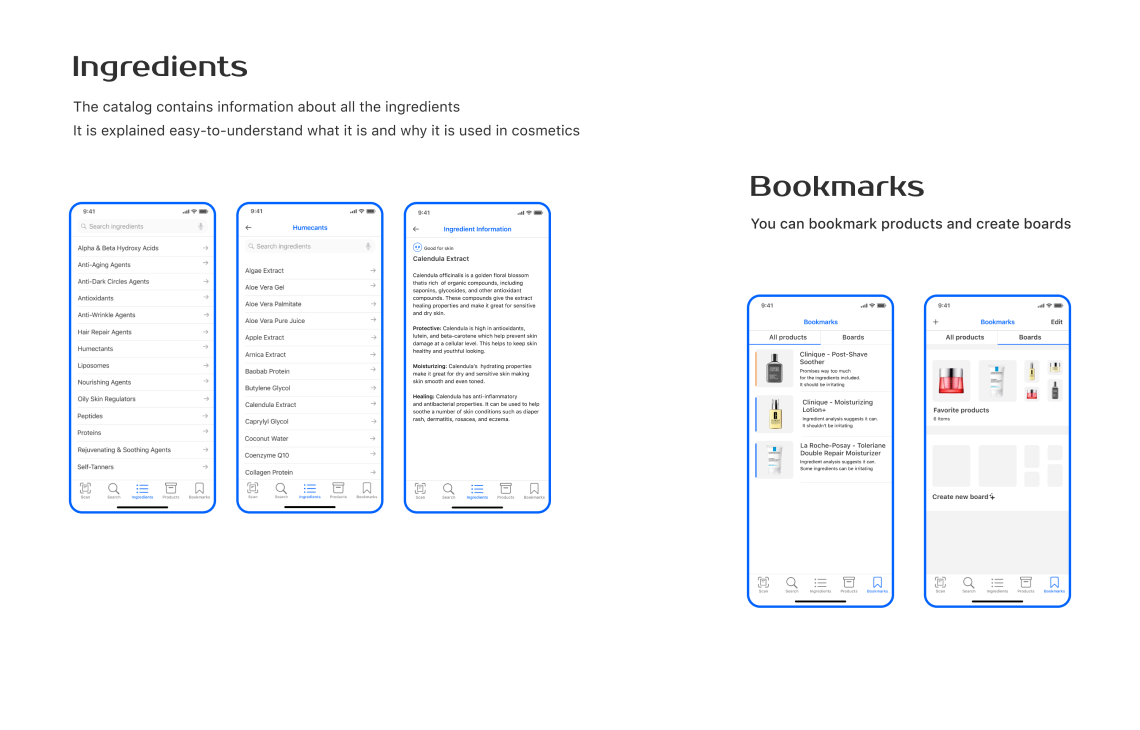 Ingredients
The catalog contains information about all the ingredients
It is explained easy-to-understand what it is and why it is used in cosmetics
9:41
Search ingredients
Alpha & Beta Hydroxy Acids
Anti-Aging Agents
Anti-Dark Circles Agents
Antioxidants
Anti-Wrinkle Agents
Hair Repair Agents
Humectants
Liposomes
Nourishing Agents
Oily Skin Regulators
Peptides
Proteins
Rejuvenating & Soothing Agents
Self-Tanners
Scan Search Ingredients Products Bookmarks
9:41
Humecants
Search ingredients
Algae Extract
Aloe Vera Gel
Aloe Vera Palmitate
Aloe Vera Pure Juice
Apple Extract
Arnica Extract
Baobab Protein
Butylene Glycol
Calendula Extract
Caprylyl Glycol
Coconut Water
Coenzyme Q10
Collagen Protein
Scan Search Ingredients Products Bookmarks
9:41
Ingredient Information
Good for skin
Calendula Extract
Calendula officinalis is a golden floral blossom
thatis rich of organic compounds, including
saponins, glycosides, and other antioxidant
compounds. These compounds give the extract
healing properties and make it great for sensitive
and dry skin.
Protective: Calendula is high in antioxidants,
lutein, and beta-carotene which help prevent skin
damage at a cellular level. This helps to keep skin
healthy and youthful looking.
Moisturizing: Calendula's hydrating properties
make it great for dry and sensitive skin making
skin smooth and even toned.
Healing: Calendula has anti-inflammatory
and antibacterial properties. It can be used to help
soothe a number of skin conditions such as diaper
rash, dermatitis, rosacea, and eczenta.
Scan Search Ingredients Products Bookmarks
Bookmarks
You can bookmark products and create boards
9:41
Bookmarks
All products Boards
Clinique - Post-Shave
Soother
Promises way too much
for the ingredients included.
It should be irritating
Clinique - Moisturizing
Lotion+
Ingredient analysis suggests it can.
It shouldn't be irritating
La Roche-Posay - Toleriane
Double Repair Moisturizer
Ingredient analysis suggests it can.
Some ingredients can be irritating
Scan Search Ingredients Products Bookmarks
9:41
+ Bookmarks Edit
All products Boards
Favorite products
6 items
Create new board
Scan Search Ingredients Products Bookmarks